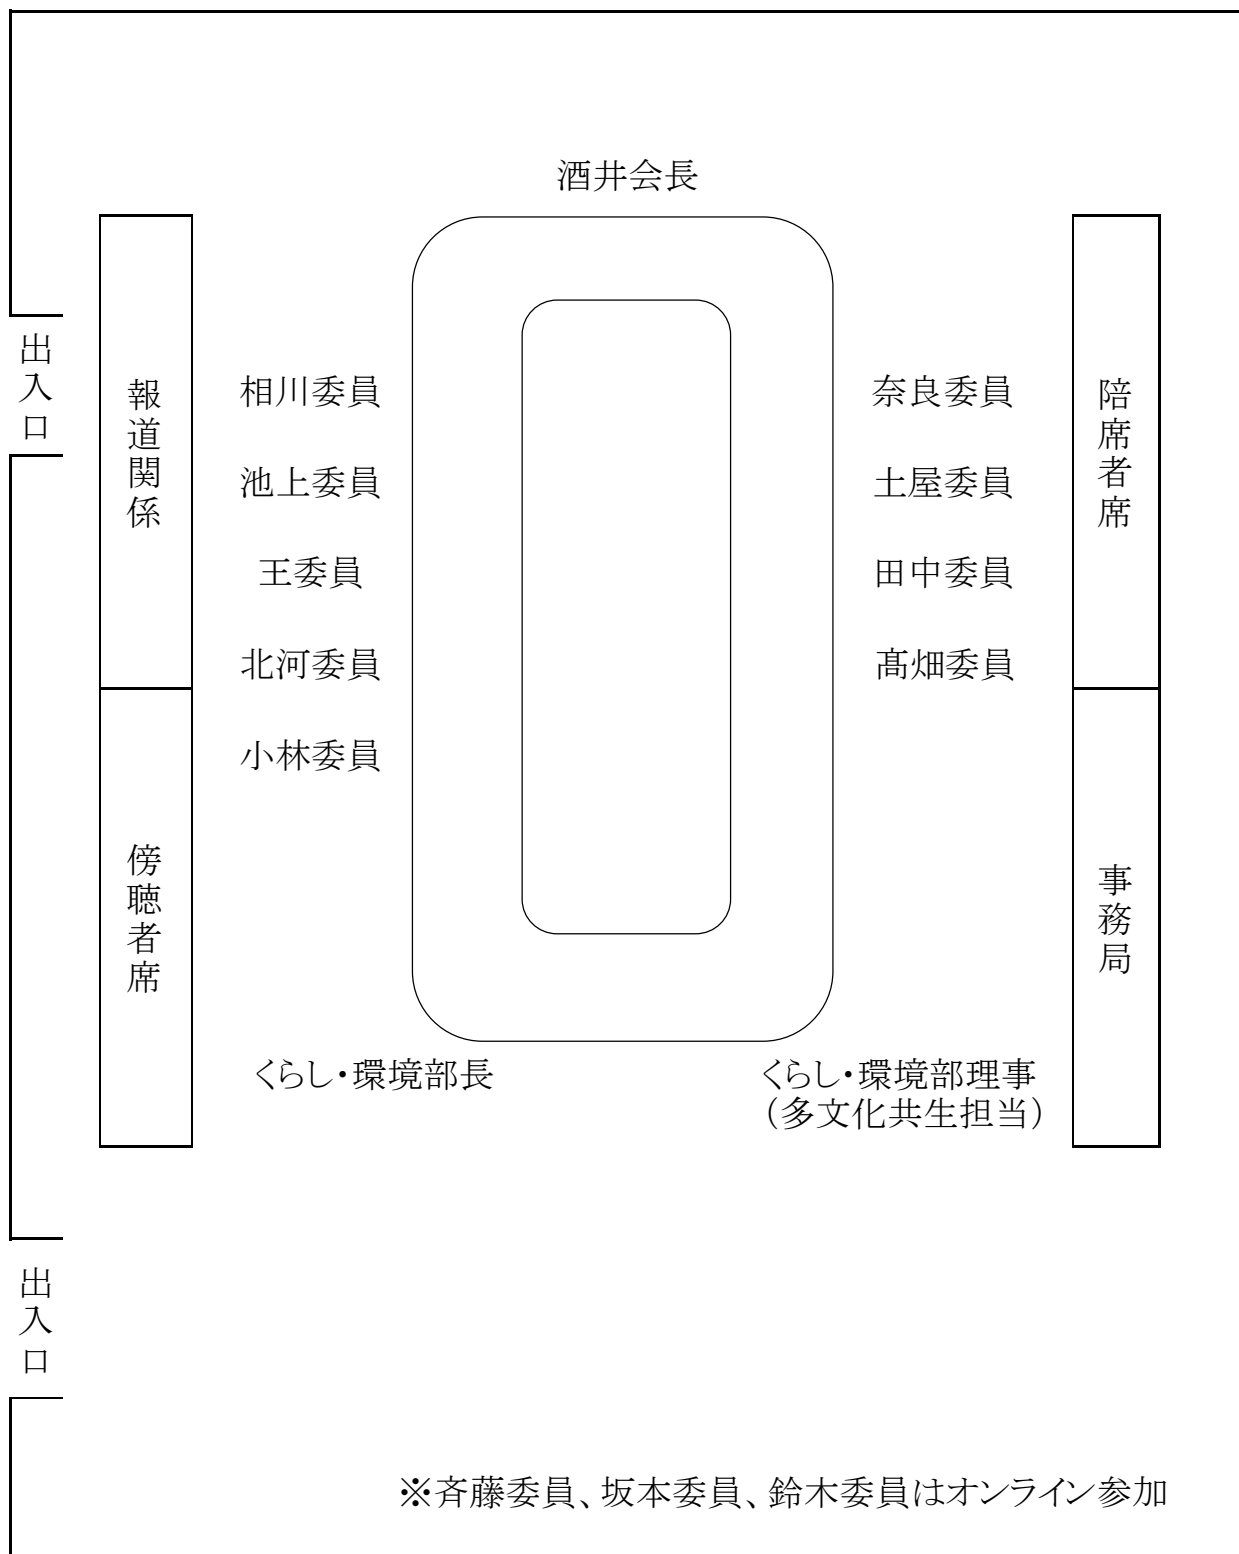 酒井会長
出入口
報道関係
相川委員
奈良委員
陪席者席
池上委員
土屋委員
王委員
田中委員
北河委員
髙畑委員
小林委員
傍聴者席
事務局
くらし・環境部長
くらし・環境部理事
（多文化共生担当）
出入口
※斉藤委員、坂本委員、鈴木委員はオンライン参加